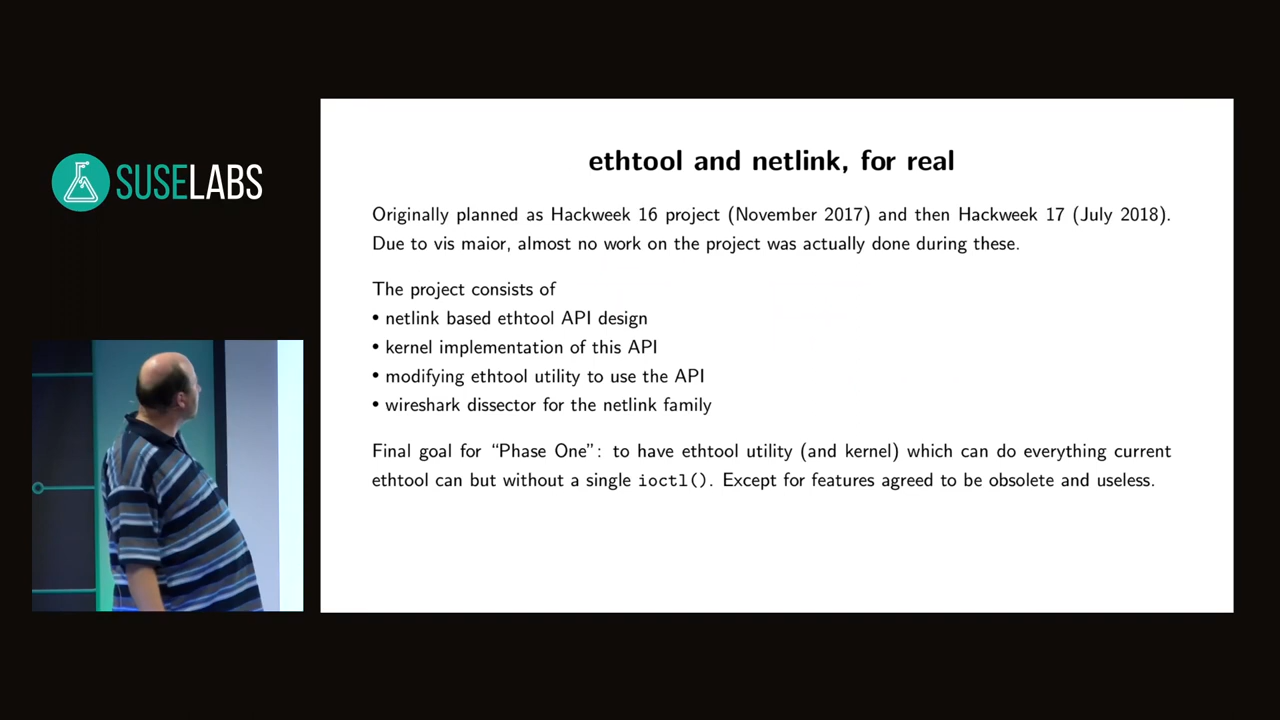 SUSELABS
ethtool and netlink, for real
Originally planned as Hackweek 16 project (November 2017) and then Hackweek 17 (July 2018).
Due to vis maior, almost no work on the project was actually done during these.
The project consists of
• netlink based ethtool API design
• kernel implementation of this API
• modifying ethtool utility to use the API
• wireshark dissector for the netlink family
Final goal for “Phase One”: to have ethtool utility (and kernel) which can do everything current
ethtool can but without a single ioctl(). Except for features agreed to be obsolete and useless.